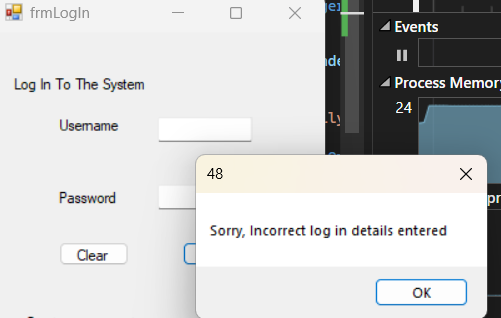 frmLogIn
Log In To The System
Username
Password
Clear
48
Sorry, Incorrect log in details entered
OK
Events
Process Memory
24